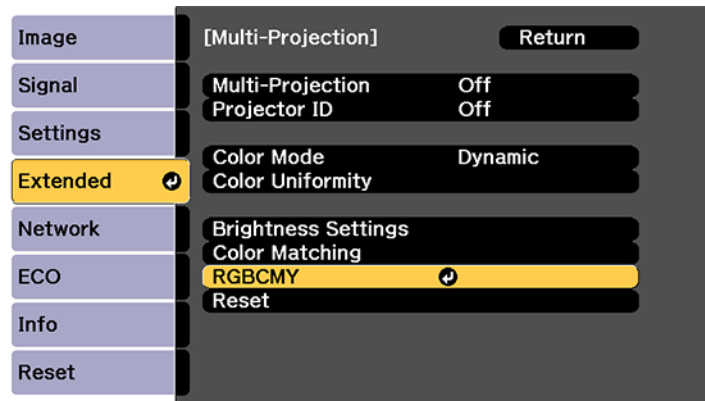 Image
Signal
Settings
Extended
Network
ECO
Info
Reset
[Multi-Projection] Return
Multi-Projection Off
Projector ID Off
Color Mode Dynamic
Color Uniformity
Brightness Settings
Color Matching
RGBCMY
Reset